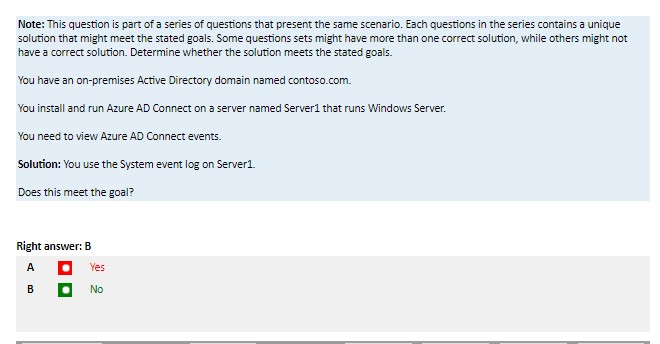 Note: This question is part of a series of questions that present the same scenario. Each questions in the series contains a unique
solution that might meet the stated goals. Some questions sets might have more than one correct solution, while others might not
have a correct solution. Determine whether the solution meets the stated goals.
You have an on-premises Active Directory domain named contoso.com.
You install and run Azure AD Connect on a server named Server1 that runs Windows Server.
You need to view Azure AD Connect events.
Solution: You use the System event log on Server1.
Does this meet the goal?
Right answer: B
A Yes
B No